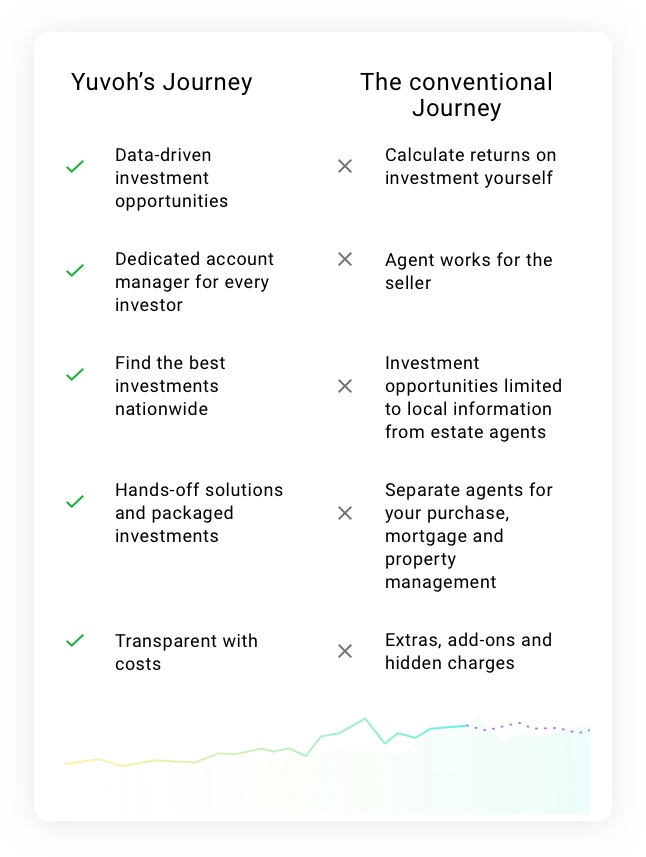 Yuvoh's Journey
The conventional
Journey
Data-driven
investment
opportunities
Calculate returns on
investment yourself
Dedicated account
manager for every
investor
Agent works for the
seller
Find the best
investments
nationwide
Investment
opportunities limited
to local information
from estate agents
Hands-off solutions
and packaged
investments
Separate agents for
your purchase,
mortgage and
property
management
Transparent with
costs
Extras, add-ons and
hidden charges